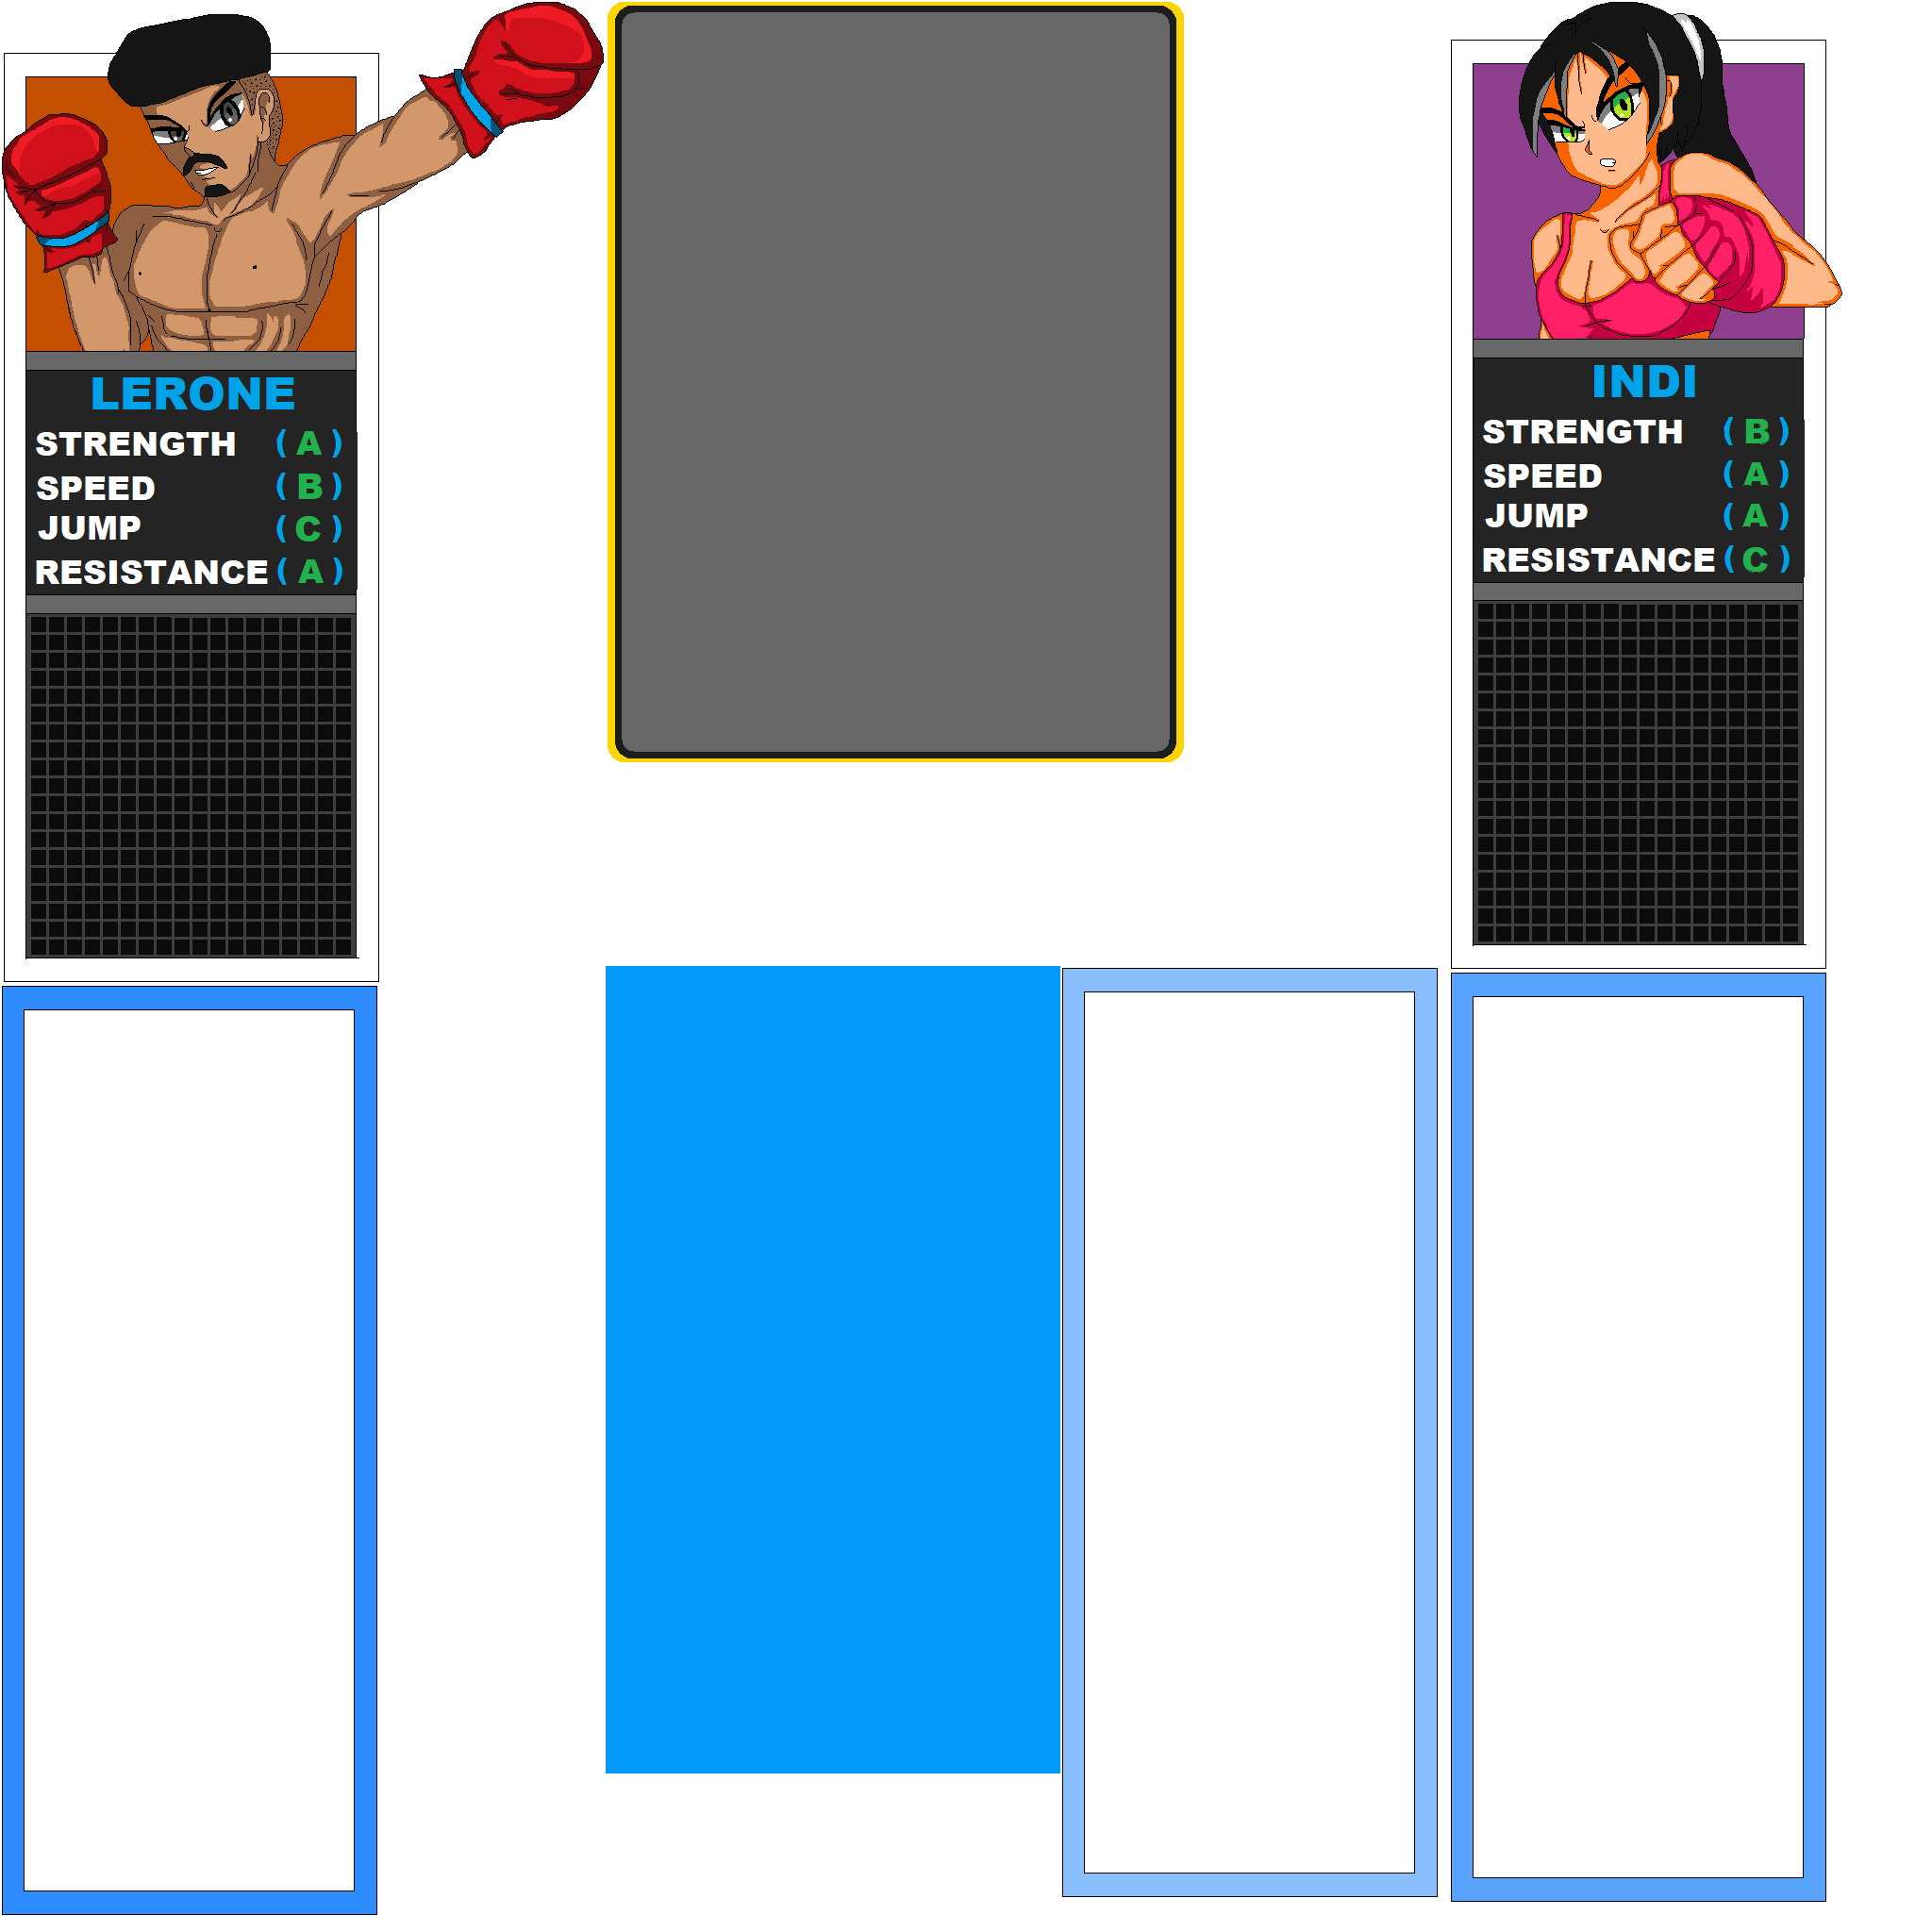 LERONE
STRENGTH (A)
SPEED (B)
JUMP (C)
RESISTANCE (A)
INDI
STRENGTH (B)
SPEED (A)
JUMP (A)
RESISTANCE (C)